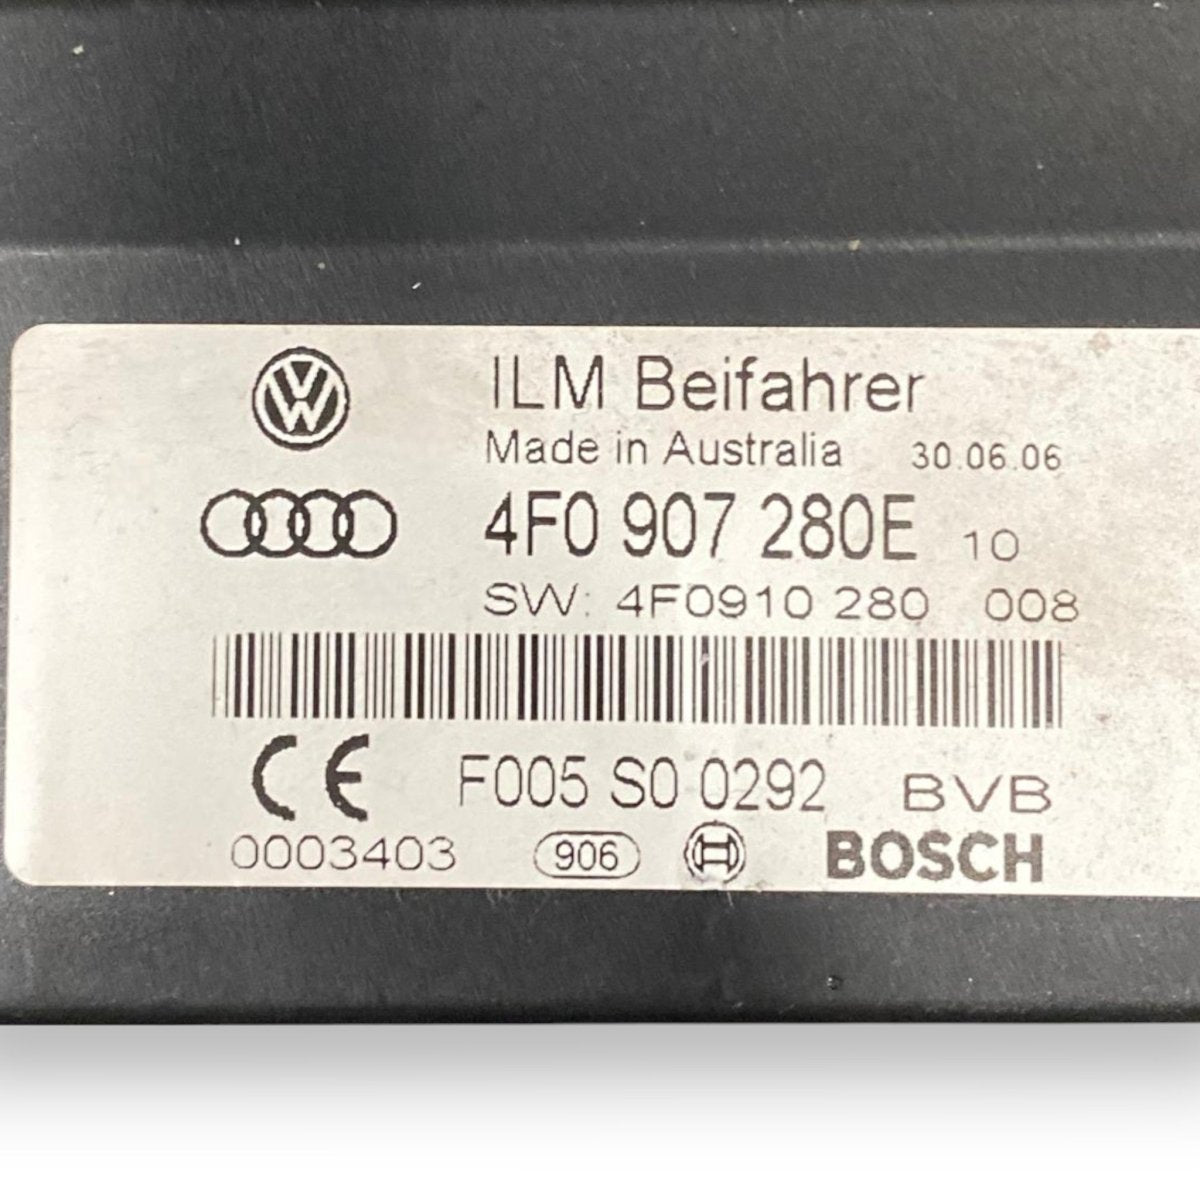 ILM Beifahrer
Made in Australia 30.06.06
4F0 907 280E 10
SW: 4F0910 280 008
CE F005 S0 0292 BVB
0003403 906 BOSCH